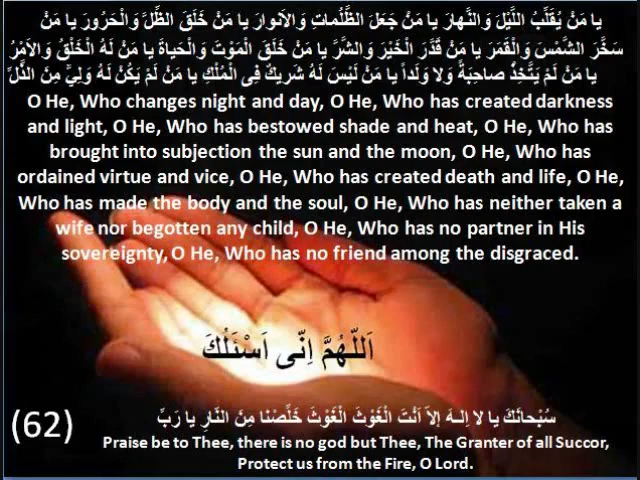 يا مَنْ يُقَلِّبُ اللَّيْلَ وَالنَّهارَ يا مَنْ جَعَلَ الظُّلُماتِ وَالاَنوارَ يا مَنْ خَلَقَ الظِّلَّ وَالْحَرُورَ يا مَنْ
سَخَّرَ الشَّمْسَ وَالْقَمَرَ يا مَنْ قَدَّرَ الْخَيْرَ وَالشَّرَّ يا مَنْ خَلَقَ الْمَوْتَ وَالْحَياةَ يا مَنْ لَهُ الْخَلْقُ وَالاَمْرُ
يا مَنْ لَمْ يَتَّخِذْ صاحِبَةً وَلا وَلَداً يا مَنْ لَيْسَ لَهُ شَريكٌ فِى الْمُلْكِ يا مَنْ لَمْ يَكُنْ لَهُ وَلِىٌّ مِنَ الذُّلِّ
O He, Who changes night and day, O He, Who has created darkness
and light, O He, Who has bestowed shade and heat, O He, Who has
brought into subjection the sun and the moon, O He, Who has
ordained virtue and vice, O He, Who has created death and life, O He,
Who has made the body and the soul, O He, Who has neither taken a
wife nor begotten any child, O He, Who has no partner in His
sovereignty, O He, Who has no friend among the disgraced.
اَللّهُمَّ اِنّى اَسْئَلُكَ
سُبْحانَكَ يا لا اِلـهَ اِلاّ اَنْتَ الْغَوْثَ الْغَوْثَ خَلِّصْنا مِنَ النّارِ يا رَبِّ
(62)
Praise be to Thee, there is no god but Thee, The Granter of all Succor,
Protect us from the Fire, O Lord.